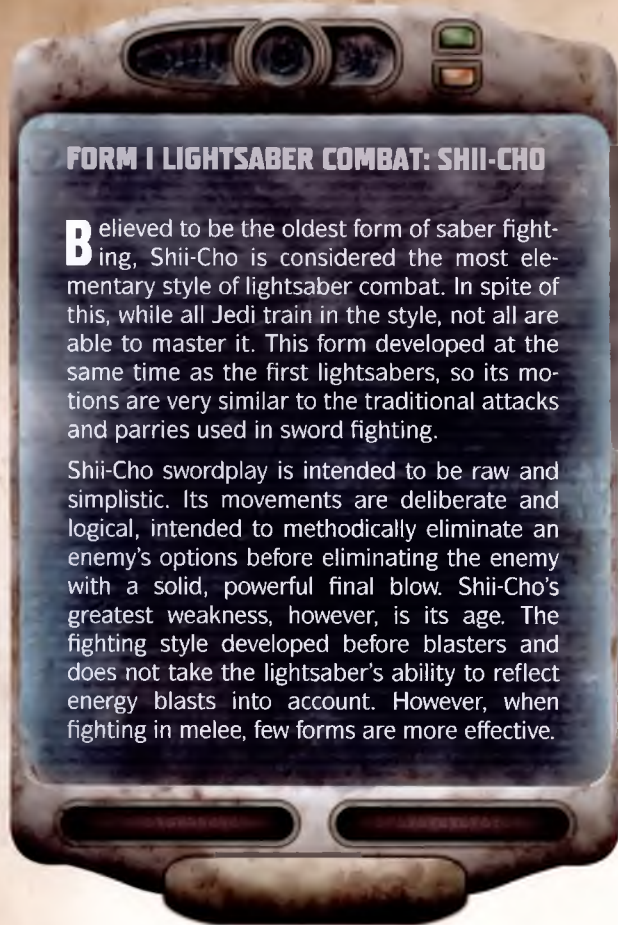 FORM I LIGHTSABER COMBAT: SHII-CHO
Believed to be the oldest form of saber fight-
ing, Shii-Cho is considered the most ele-
mentary style of lightsaber combat. In spite of
this, while all Jedi train in the style, not all are
able to master it. This form developed at the
same time as the first lightsabers, so its mo-
tions are very similar to the traditional attacks
and parries used in sword fighting.
Shii-Cho swordplay is intended to be raw and
simplistic. Its movements are deliberate and
logical, intended to methodically eliminate an
enemy's options before eliminating the enemy
with a solid, powerful final blow. Shii-Cho's
greatest weakness, however, is its age. The
fighting style developed before blasters and
does not take the lightsaber's ability to reflect
energy blasts into account. However, when
fighting in melee, few forms are more effective.